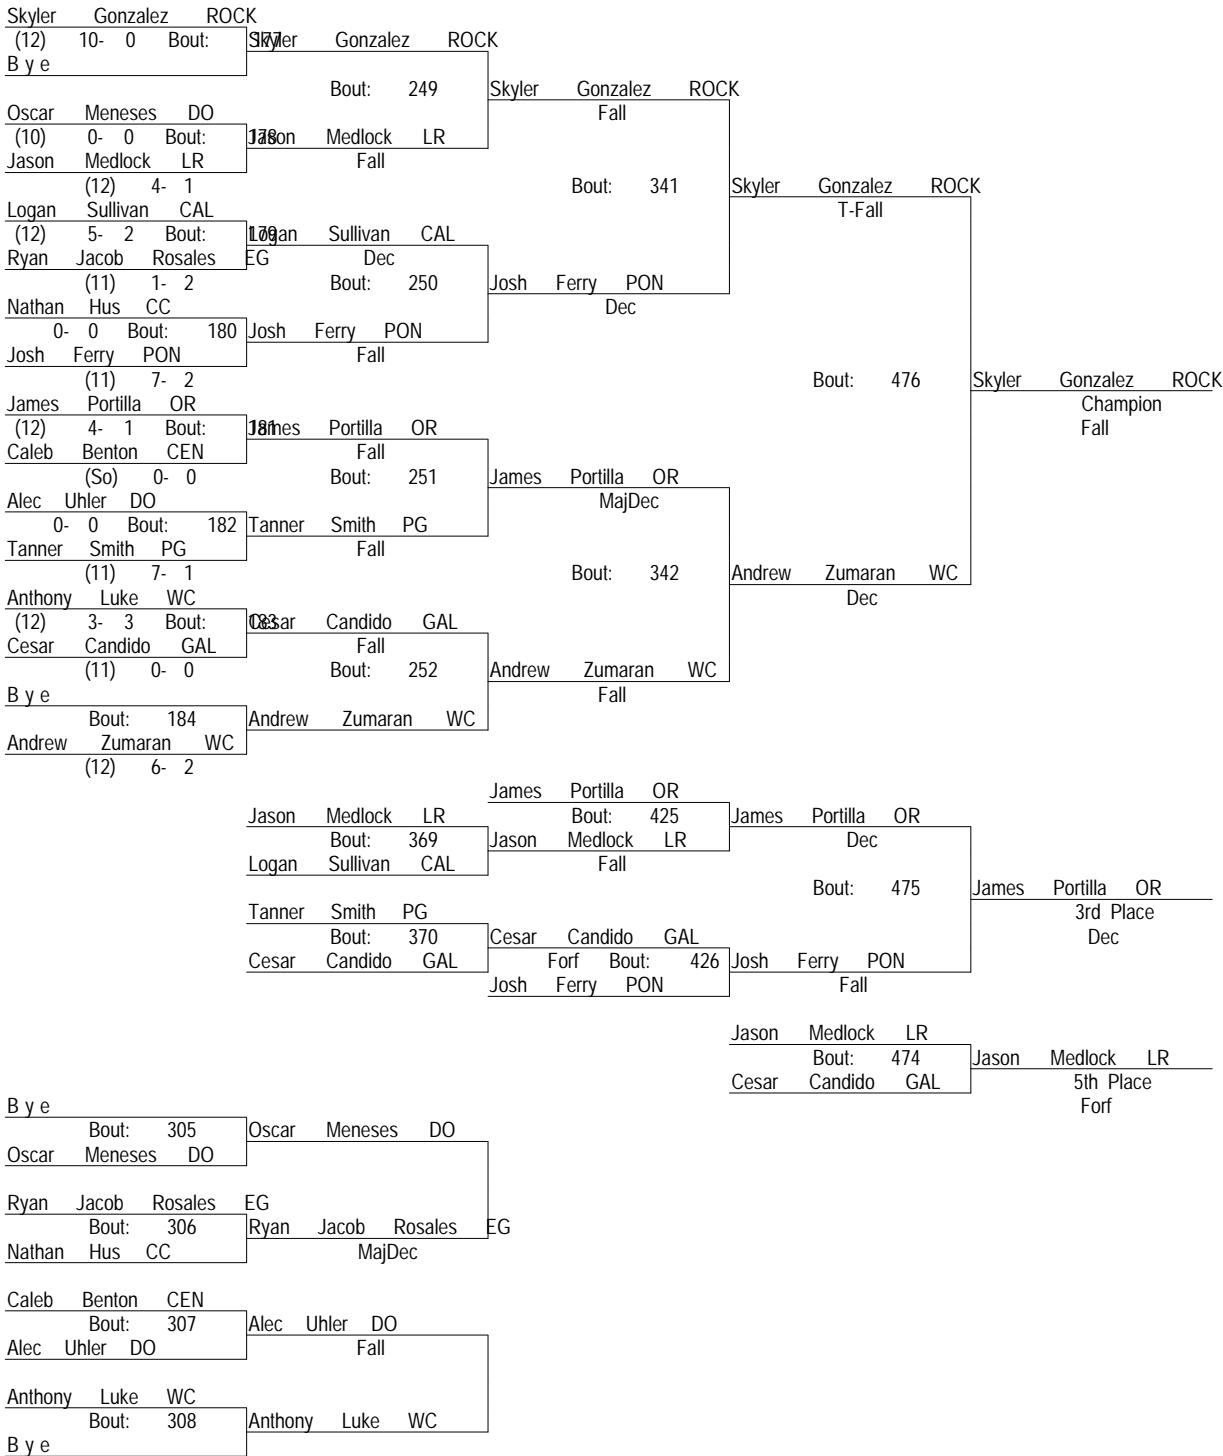 Skyler Gonzalez ROCK
(12) 10- 0 Bout: 177 Skyler Gonzalez ROCK
B y e
Bout: 249 Skyler Gonzalez ROCK
Oscar Meneses DO Fall
(10) 0- 0 Bout: 178 Jason Medlock LR
Jason Medlock LR Fall
(12) 4- 1 Bout: 341 Skyler Gonzalez ROCK
Logan Sullivan CAL T-Fall
(12) 5- 2 Bout: 179 Logan Sullivan CAL
Ryan Jacob Rosales EG Dec
(11) 1- 2 Bout: 250 Josh Ferry PON
Nathan Hus CC Dec
0- 0 Bout: 180 Josh Ferry PON
Josh Ferry PON Fall
(11) 7- 2 Bout: 476 Skyler Gonzalez ROCK
James Portilla OR Champion
(12) 4- 1 Bout: 181 James Portilla OR Fall
Caleb Benton CEN Fall
(So) 0- 0 Bout: 251 James Portilla OR
Alec Uhler DO MajDec
0- 0 Bout: 182 Tanner Smith PG
Tanner Smith PG Fall
(11) 7- 1 Bout: 342 Andrew Zumaran WC
Anthony Luke WC Dec
(12) 3- 3 Bout: 183 Cesar Candido GAL
Cesar Candido GAL Fall
(11) 0- 0 Bout: 252 Andrew Zumaran WC
B y e Fall
Bout: 184 Andrew Zumaran WC
Andrew Zumaran WC
(12) 6- 2
James Portilla OR
Jason Medlock LR Bout: 425 James Portilla OR
Bout: 369 Jason Medlock LR Dec
Logan Sullivan CAL Fall
Bout: 475 James Portilla OR
Tanner Smith PG 3rd Place
Bout: 370 Cesar Candido GAL Dec
Cesar Candido GAL Forf Bout: 426 Josh Ferry PON
Josh Ferry PON Fall
Jason Medlock LR
Bout: 474 Jason Medlock LR
Cesar Candido GAL 5th Place
B y e Forf
Bout: 305 Oscar Meneses DO
Oscar Meneses DO
Ryan Jacob Rosales EG
Bout: 306 Ryan Jacob Rosales EG
Nathan Hus CC MajDec
Caleb Benton CEN
Bout: 307 Alec Uhler DO
Alec Uhler DO Fall
Anthony Luke WC
Bout: 308 Anthony Luke WC
B y e